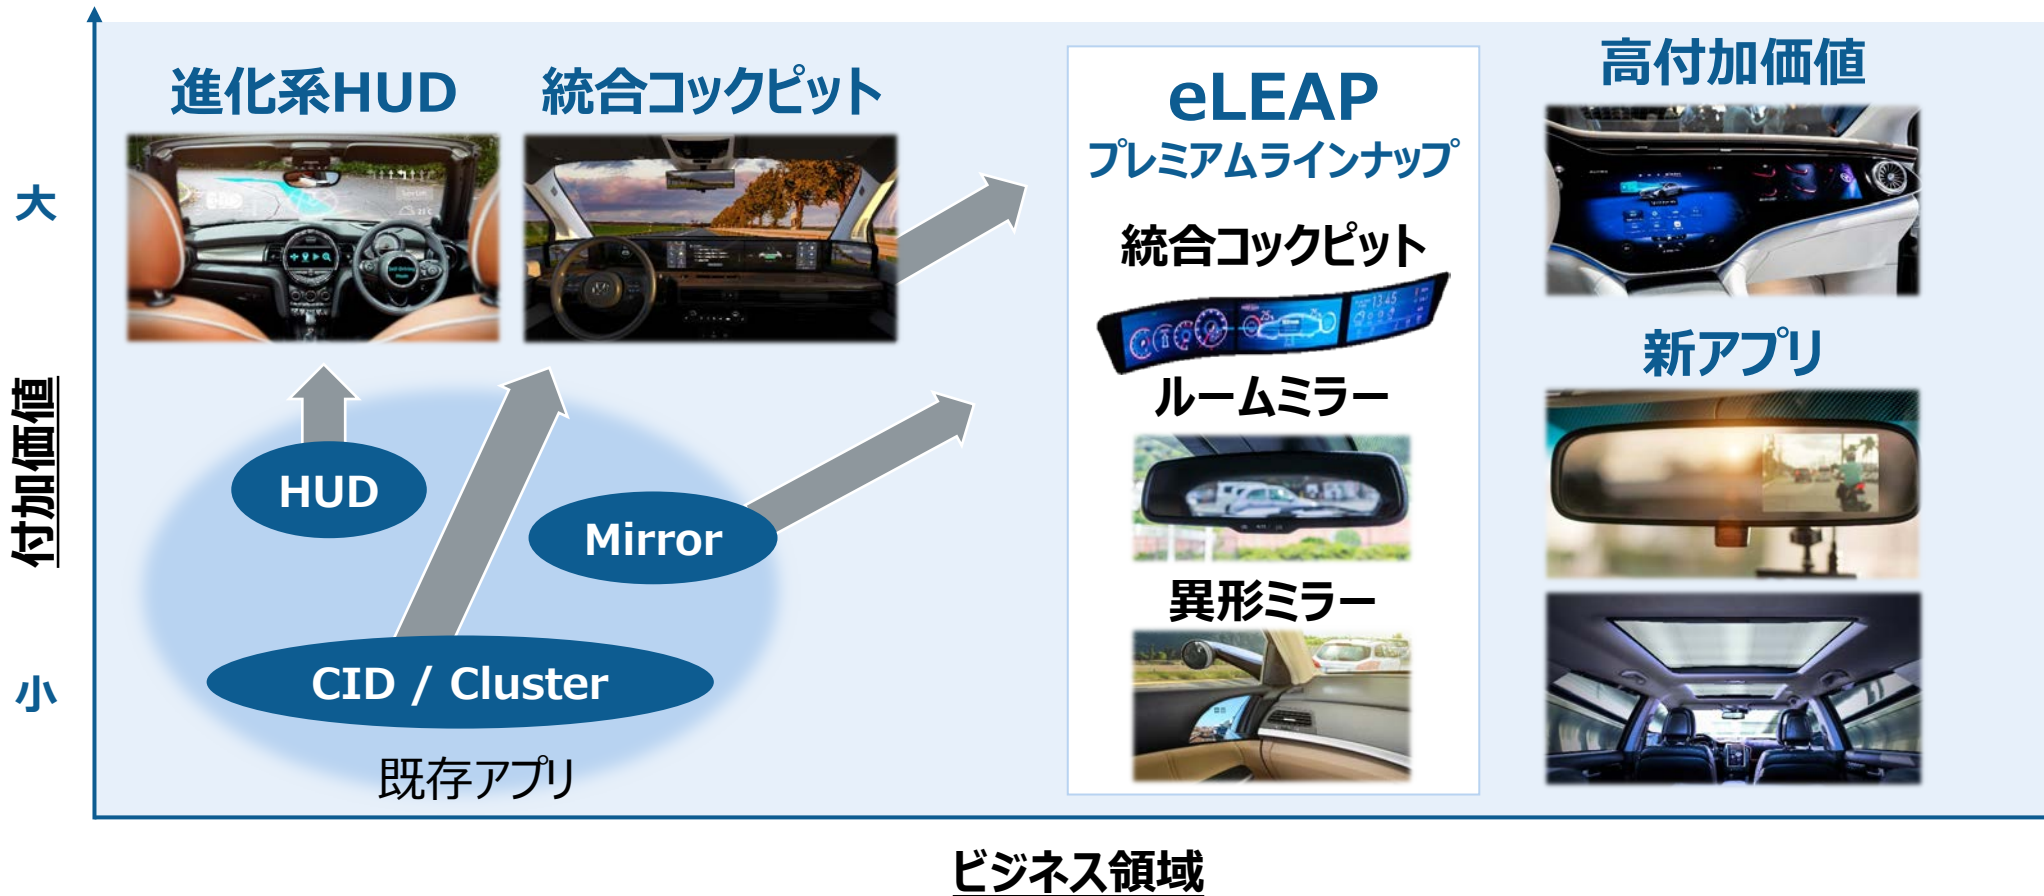 進化系HUD
統合コックピット
eLEAP
プレミアムラインナップ
高付加価値
大
統合コックピット
13:45
新アプリ
ルームミラー
付加価値
HUD
Mirror
異形ミラー
CID / Cluster
小
既存アプリ
ビジネス領域